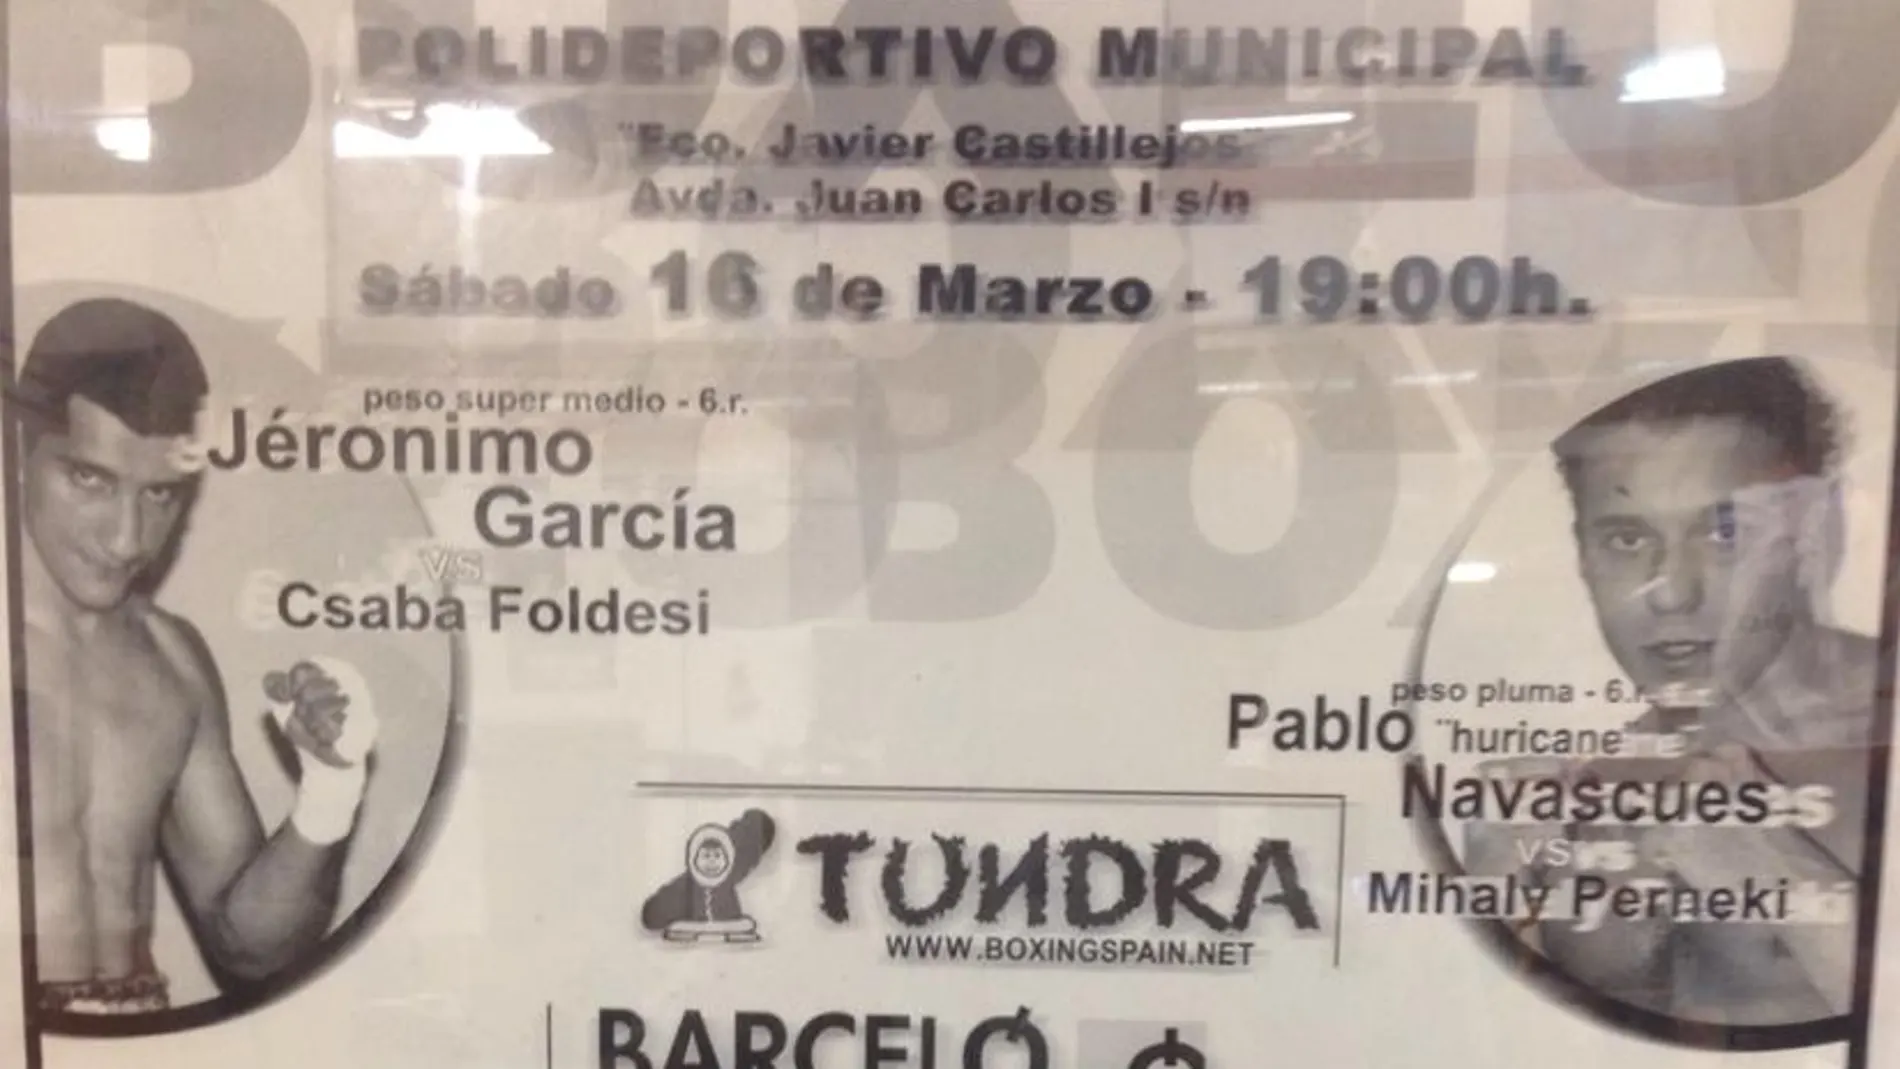 POLIDEPORTIVO MUNICIPAL
¨Fco. Javier Castillejos¨
Avda. Juan Carlos I s/n
Sábado 16 de Marzo - 19:00h.
peso super medio - 6.r.
Jéronimo
García
vs
Csaba Foldesi
peso pluma - 6.r.
Pablo ¨huricane¨
Navascues
vs
Mihaly Perneki
TUNDRA
WWW.BOXINGSPAIN.NET
BARCELÓ